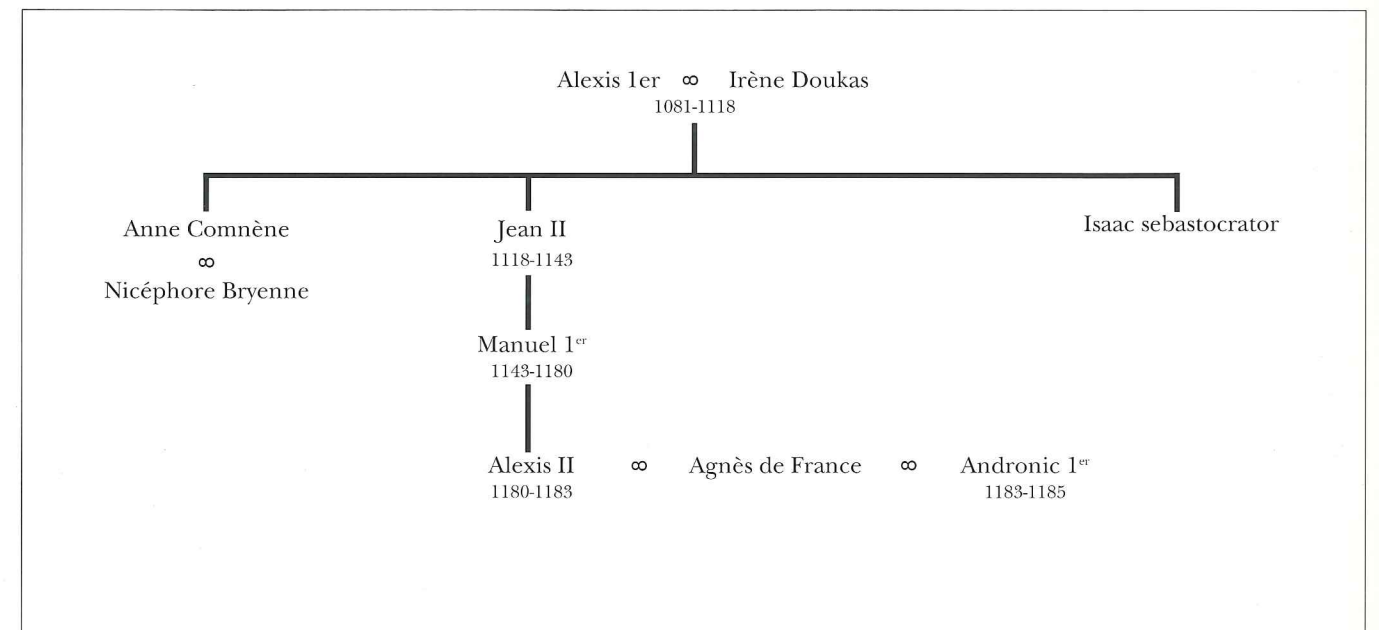 Alexis 1er ∞ Irène Doukas
1081-1118
Anne Comnène
∞
Nicéphore Bryenne
Jean II
1118-1143
Isaac sebastocrator
Manuel 1er
1143-1180
Alexis II ∞ Agnès de France ∞ Andronic 1er
1180-1183
1183-1185